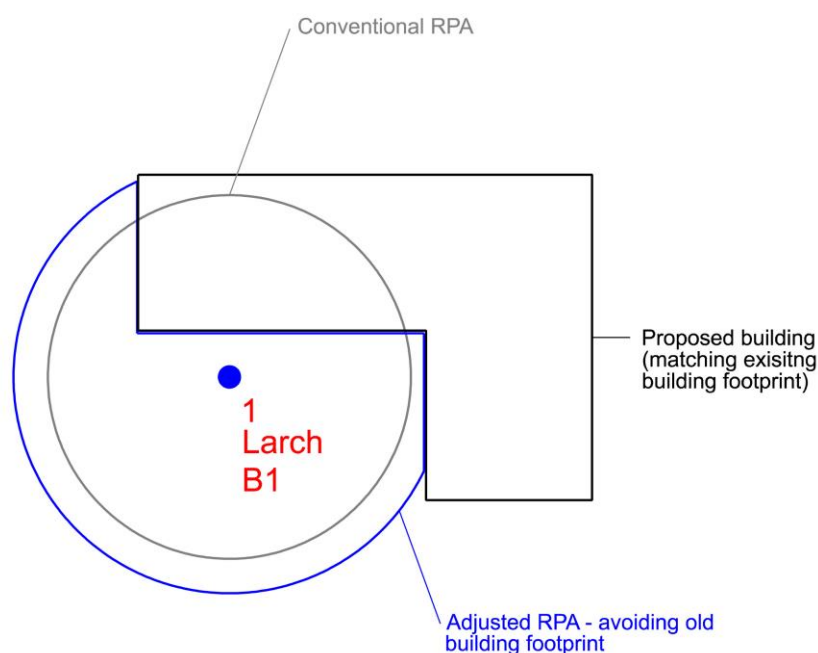 Conventional RPA
Proposed building
(matching exisitng
building footprint)
1
Larch
B1
Adjusted RPA - avoiding old
building footprint